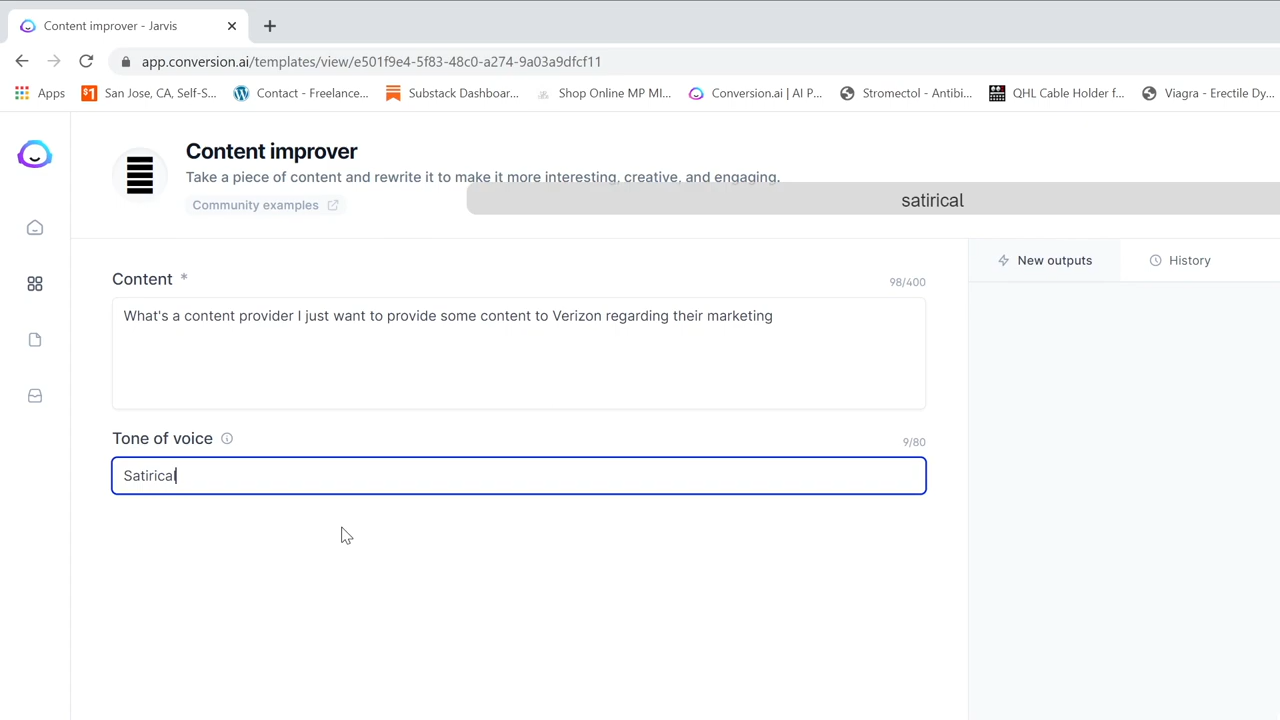 Content improver - Jarvis
app.conversion.ai/templates/view/e501f9e4-5f83-48c0-a274-9a03a9dfcf11
Apps
San Jose, CA, Self-S...
Contact - Freelance...
Substack Dashboar...
Shop Online MP MI...
Conversion.ai | AI P...
Stromectol - Antibi...
QHL Cable Holder f...
Viagra - Erectile Dy...
Content improver
Take a piece of content and rewrite it to make it more interesting, creative, and engaging.
satirical
Community examples
New outputs
History
Content *
98/400
What's a content provider I just want to provide some content to Verizon regarding their marketing
Tone of voice
9/80
Satirical